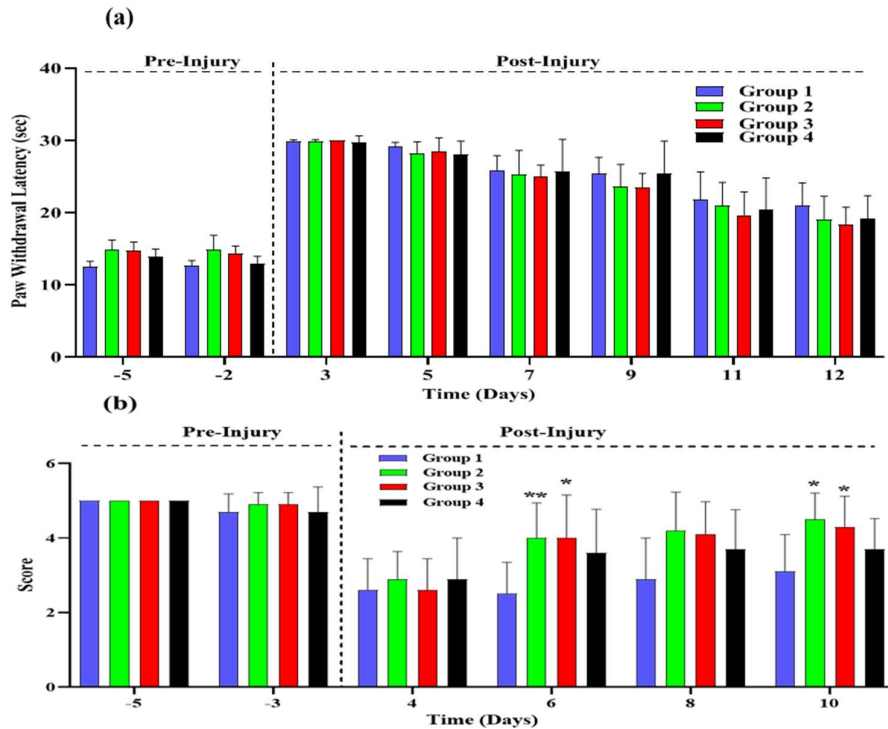 (a)
Pre-Injury Post-Injury
Paw Withdrawal Latency (sec)
40
30
20
10
0
Group 1
Group 2
Group 3
Group 4
-5 -2 3 5 7 9 11 12
Time (Days)
(b)
Pre-Injury Post-Injury
Score
6
4
2
0
Group 1
Group 2
Group 3
Group 4
** * * *
-5 -3 4 6 8 10
Time (Days)